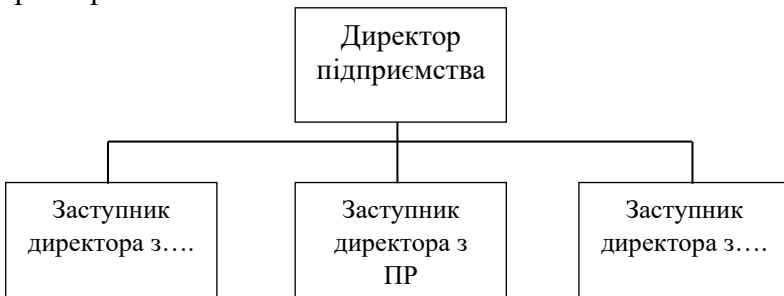 Директор
підприємства
Заступник
директора з….
Заступник
директора з
ПР
Заступник
директора з….